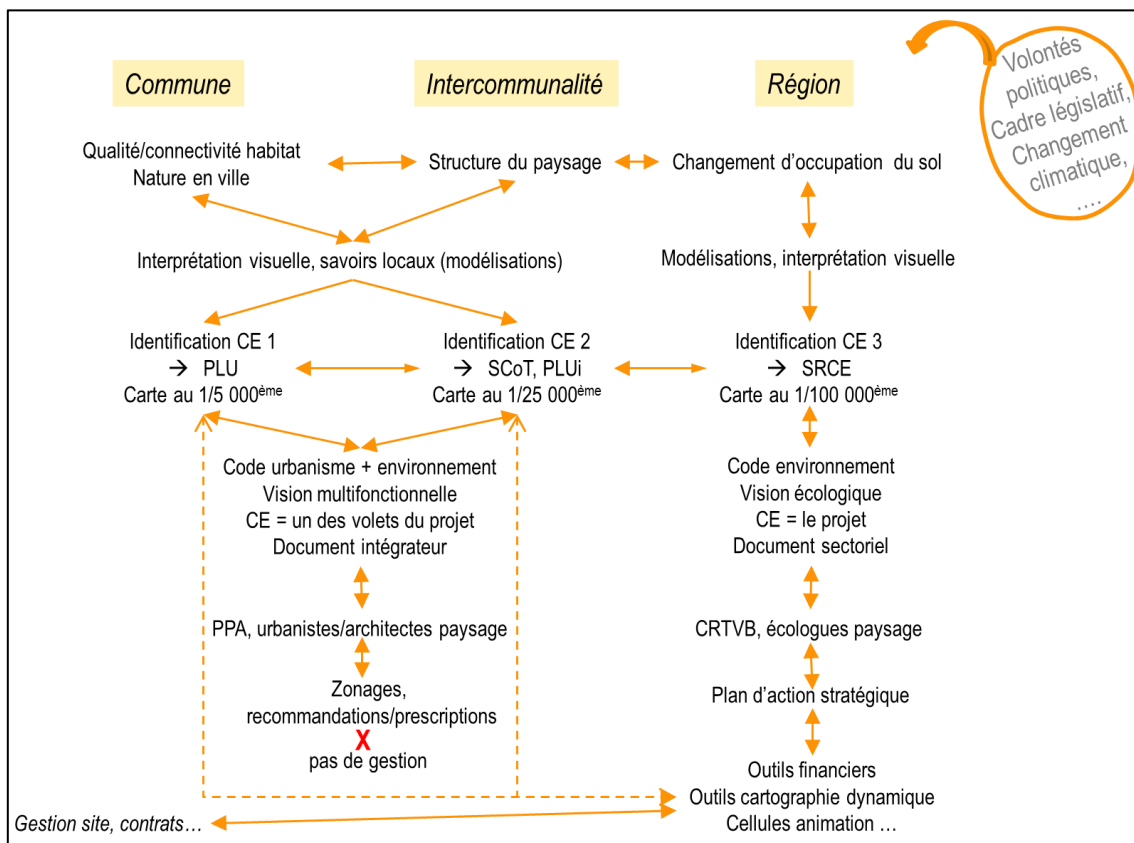 Commune
Intercommunalité
Région
Volontés
politiques,
Cadre législatif,
Changement
climatique,
....
Qualité/connectivité habitat
Nature en ville
Structure du paysage
Changement d'occupation du sol
Interprétation visuelle, savoirs locaux (modélisations)
Modélisations, interprétation visuelle
Identification CE 1
→ PLU
Carte au 1/5 000ème
Identification CE 2
→ SCoT, PLUi
Carte au 1/25 000ème
Identification CE 3
→ SRCE
Carte au 1/100 000ème
Code urbanisme + environnement
Vision multifonctionnelle
CE = un des volets du projet
Document intégrateur
Code environnement
Vision écologique
CE = le projet
Document sectoriel
PPA, urbanistes/architectes paysage
CRTVB, écologues paysage
Zonages,
recommandations/prescriptions
X
pas de gestion
Plan d'action stratégique
Outils financiers
Outils cartographie dynamique
Cellules animation ...
Gestion site, contrats…